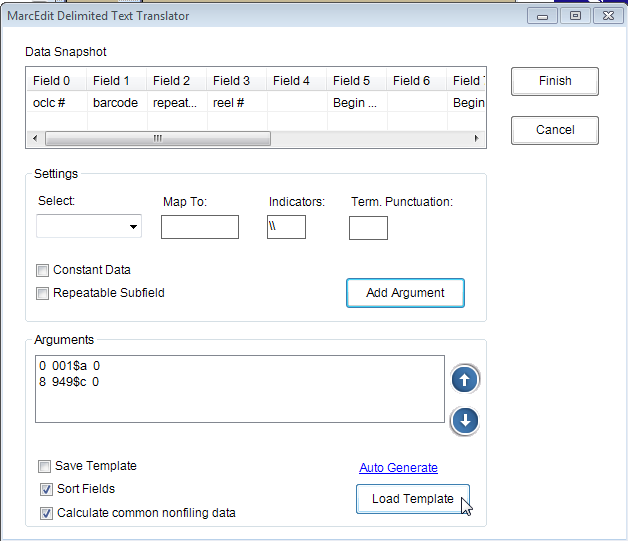 MarcEdit Delimited Text Translator
Data Snapshot
Field 0 Field 1 Field 2 Field 3 Field 4 Field 5 Field 6 Field
oclc # barcode repeat... reel # Begin ... Begin
Finish
Cancel
Settings
Select: Map To: Indicators: Term. Punctuation:
\\
Constant Data
Repeatable Subfield
Add Argument
Arguments
0 001$a 0
8 949$c 0
Save Template
Auto Generate
Sort Fields
Load Template
Calculate common nonfiling data